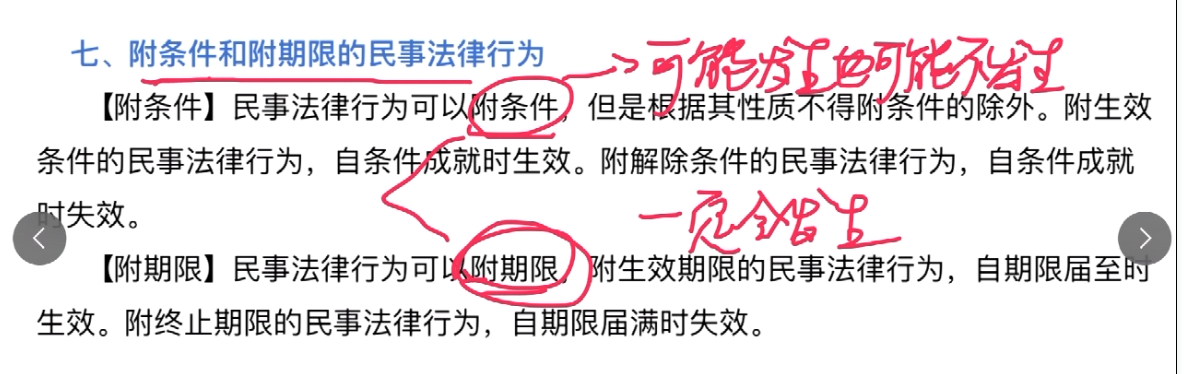 七、附条件和附期限的民事法律行为
可能发生也可能不发生
【附条件】民事法律行为可以附条件，但是根据其性质不得附条件的除外。附生效
条件的民事法律行为，自条件成就时生效。附解除条件的民事法律行为，自条件成就
时失效。
一定会发生
【附期限】民事法律行为可以附期限，附生效期限的民事法律行为，自期限届至时
生效。附终止期限的民事法律行为，自期限届满时失效。